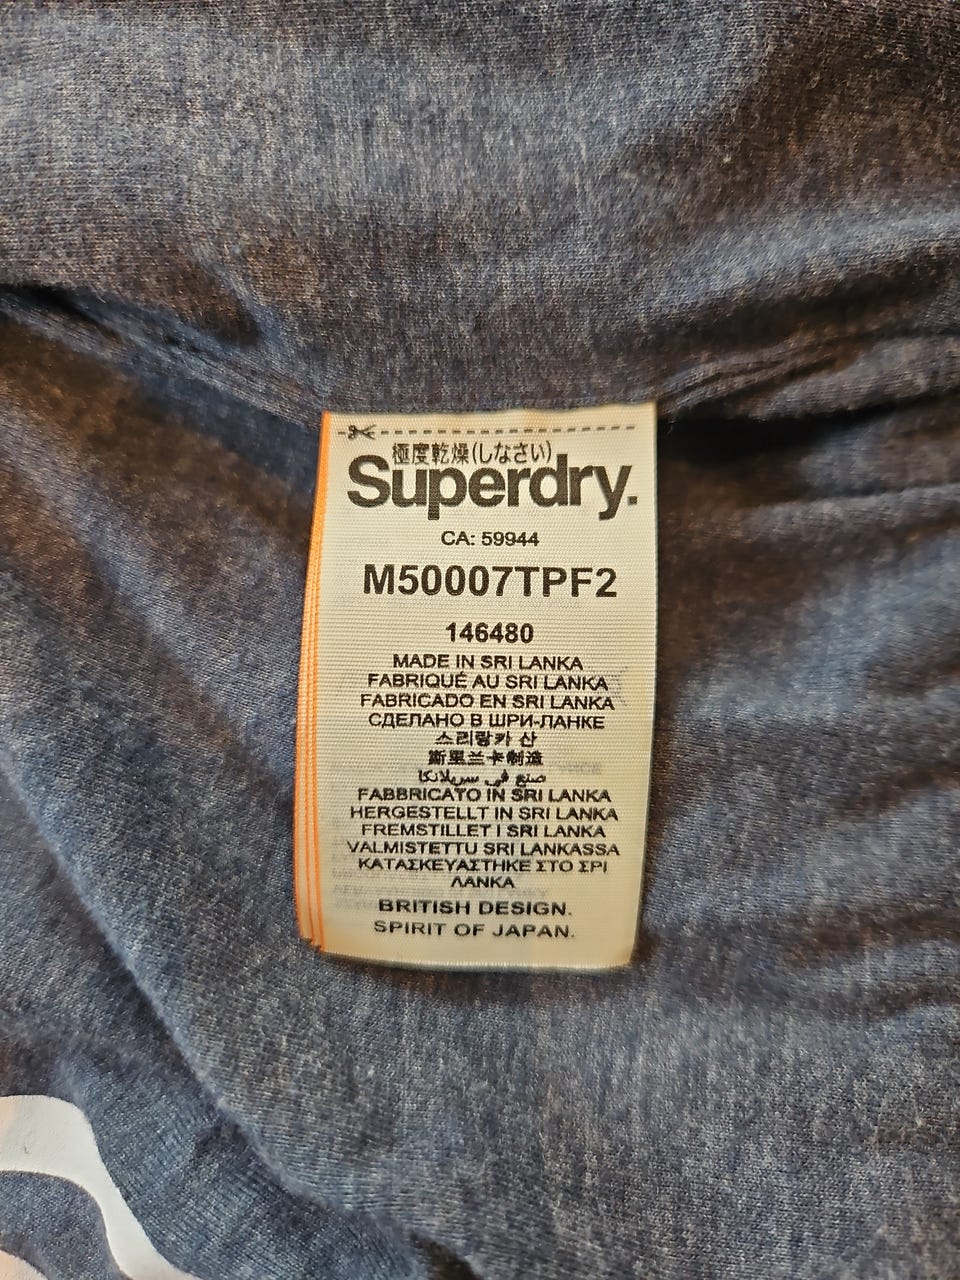 極度乾燥(しなさい)
Superdry.
CA: 59944
M50007TPF2
146480
MADE IN SRI LANKA
FABRIQUÉ AU SRI LANKA
FABRICADO EN SRI LANKA
СДЕЛАНО В ШРИ-ЛАНКЕ
스리랑카 산
斯里兰卡制造
صنع في سريلانكا
FABBRICATO IN SRI LANKA
HERGESTELLT IN SRI LANKA
FREMSTILLET I SRI LANKA
VALMISTETTU SRI LANKASSA
ΚΑΤΑΣΚΕΥΑΣΤΗΚΕ ΣΤΟ ΣΡΙ
ΛΑΝΚΑ
BRITISH DESIGN.
SPIRIT OF JAPAN.